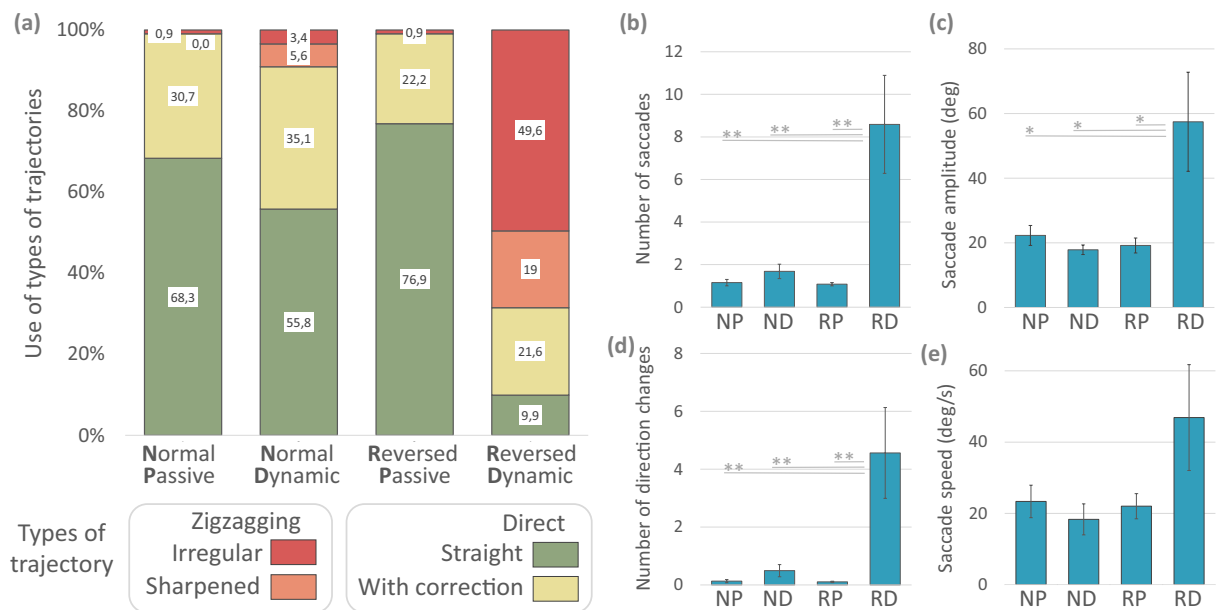 (a)
Use of types of trajectories
100%
80%
60%
40%
20%
0%
0,9
0,0
30,7
68,3
3,4
5,6
35,1
55,8
0,9
22,2
76,9
49,6
19
21,6
9,9
Normal
Passive
Normal
Dynamic
Reversed
Passive
Reversed
Dynamic
Types of
trajectory
Zigzagging
Irregular
Sharpened
Direct
Straight
With correction
(b)
Number of saccades
12
10
8
6
4
2
0
**
**
**
NP ND RP RD
(c)
Saccade amplitude (deg)
80
60
40
20
0
*
*
*
NP ND RP RD
(d)
Number of direction changes
8
6
4
2
0
**
**
**
NP ND RP RD
(e)
Saccade speed (deg/s)
60
40
20
0
NP ND RP RD